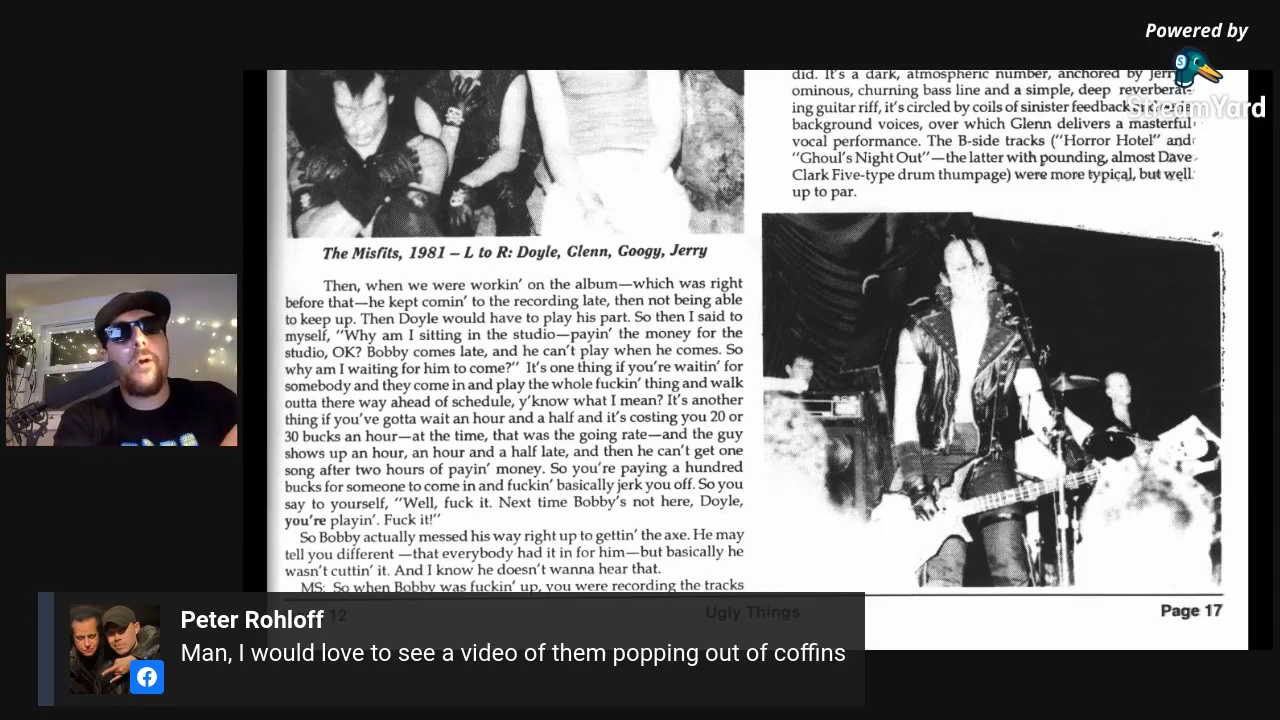 Powered by
StreamYard
did. It's a dark, atmospheric number, anchored by Jerry
ominous, churning bass line and a simple, deep reverberat-
ing guitar riff, it's circled by coils of sinister feedback
background voices, over which Glenn delivers a masterful
vocal performance. The B-side tracks ("Horror Hotel" and
"Ghoul's Night Out"—the latter with pounding, almost Dave
Clark Five-type drum thumpage) were more typical, but well
up to par.
The Misfits, 1981 – L to R: Doyle, Glenn, Googy, Jerry
Then, when we were workin' on the album—which was right
before that—he kept comin' to the recording late, then not being able
to keep up. Then Doyle would have to play his part. So then I said to
myself, "Why am I sitting in the studio—payin' the money for the
studio, OK? Bobby comes late, and he can't play when he comes. So
why am I waiting for him to come?" It's one thing if you're waitin' for
somebody and they come in and play the whole fuckin' thing and walk
outta there way ahead of schedule, y'know what I mean? It's another
thing if you've gotta wait an hour and a half and it's costing you 20 or
30 bucks an hour—at the time, that was the going rate—and the guy
shows up an hour, an hour and a half late, and then he can't get one
song after two hours of payin' money. So you're paying a hundred
bucks for someone to come in and fuckin' basically jerk you off. So you
say to yourself, "Well, fuck it. Next time Bobby's not here, Doyle,
you're playin'. Fuck it!"
So Bobby actually messed his way right up to gettin' the axe. He may
tell you different —that everybody had it in for him—but basically he
wasn't cuttin' it. And I know he doesn't wanna hear that.
MS: So when Bobby was fuckin' up, you were recording the tracks
12
Ugly Things
Page 17
Peter Rohloff
Man, I would love to see a video of them popping out of coffins